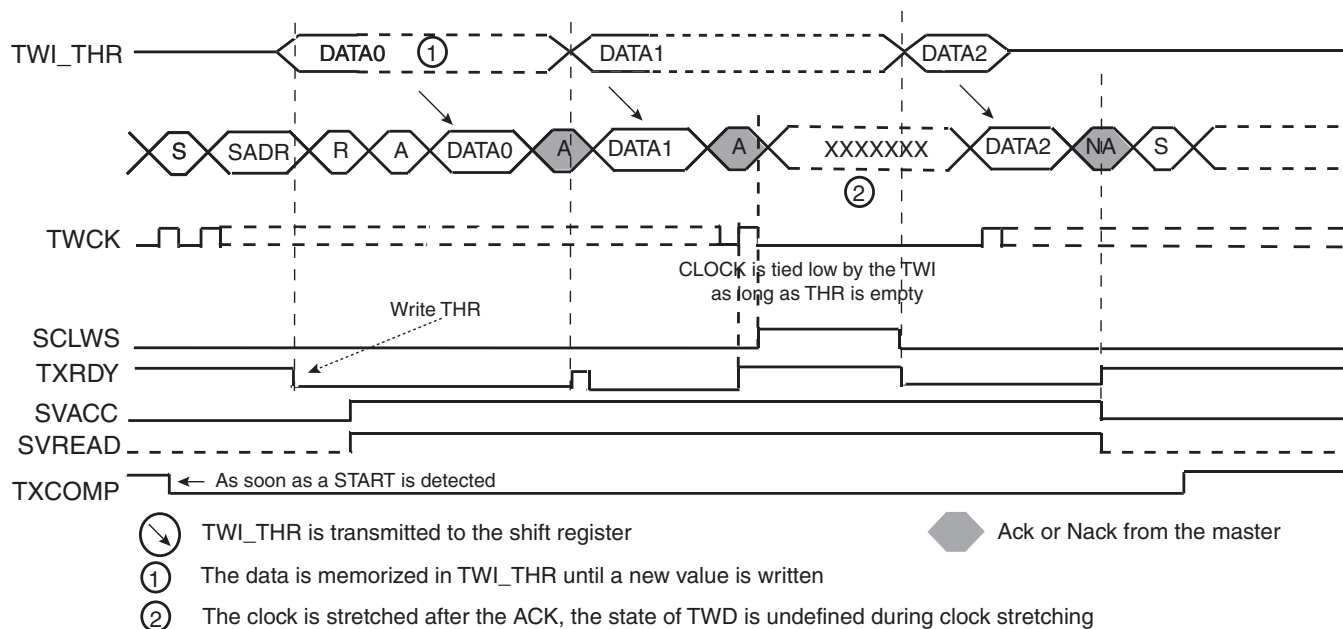 TWI_THR DATA0 1 DATA1 DATA2
S SADR R A DATA0 A DATA1 A XXXXXXX DATA2 NA S
2
TWCK
CLOCK is tied low by the TWI
as long as THR is empty
Write THR
SCLWS
TXRDY
SVACC
SVREAD
TXCOMP As soon as a START is detected
TWI_THR is transmitted to the shift register Ack or Nack from the master
1 The data is memorized in TWI_THR until a new value is written
2 The clock is stretched after the ACK, the state of TWD is undefined during clock stretching